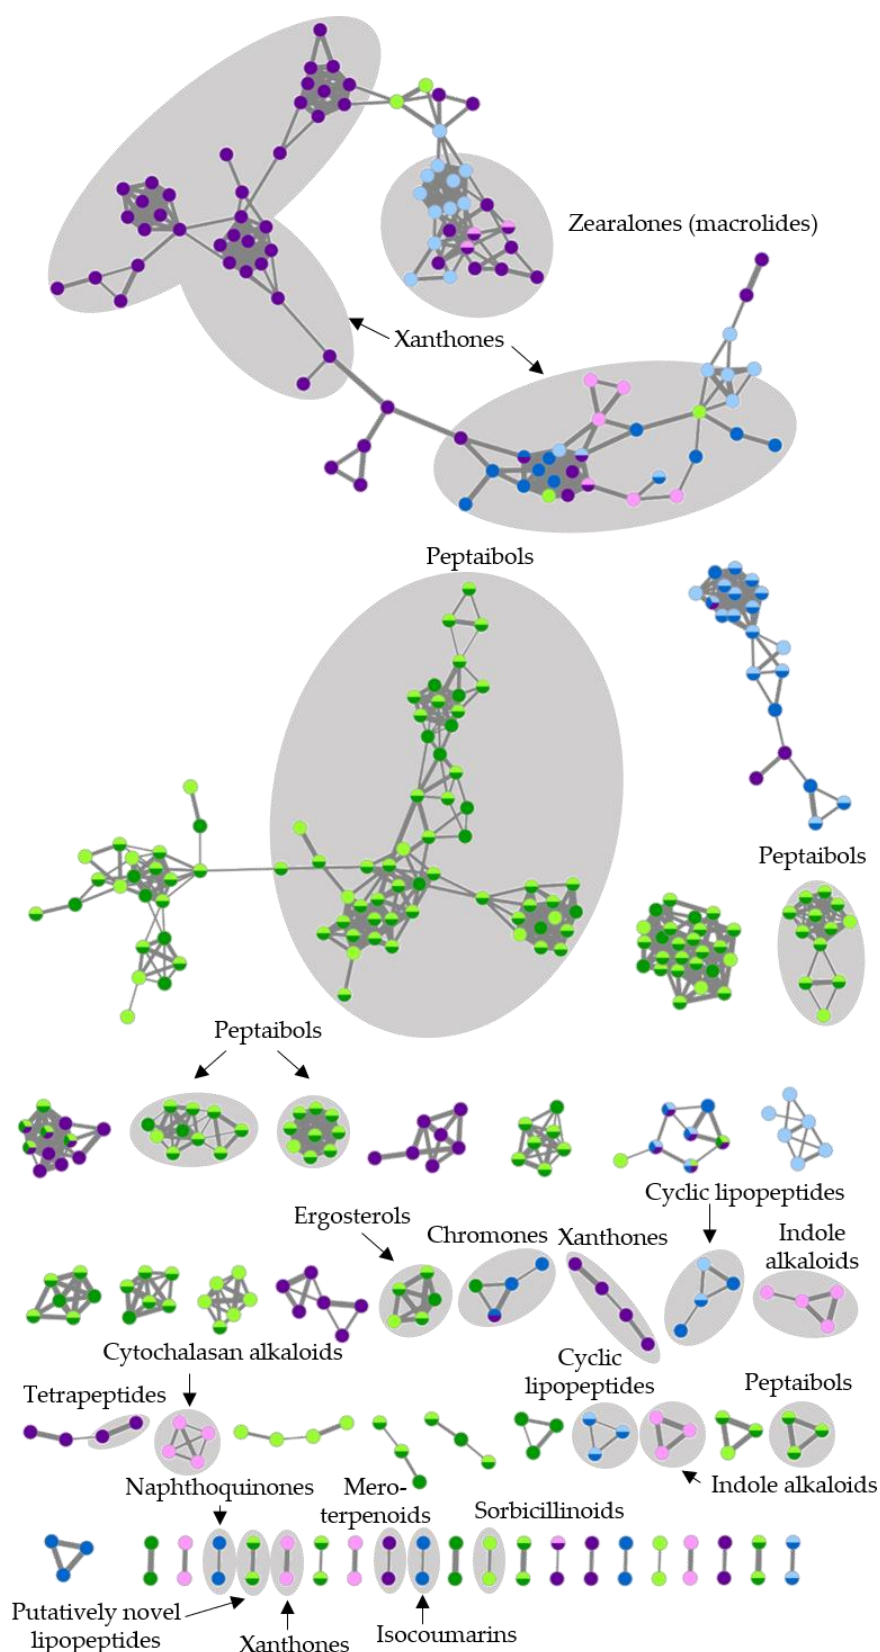 Zearalones (macrolides)
Xanthones
Peptaibols
Peptaibols
Peptaibols
Cyclic lipopeptides
Ergosterols
Chromones
Xanthones
Indole
alkaloids
Cytochalasan alkaloids
Cyclic
lipopeptides
Tetrapeptides
Peptaibols
Naphthoquinones
Mero-
terpenoids
Indole alkaloids
Sorbicillinoids
Putatively novel
lipopeptides
Xanthones
Isocoumarins